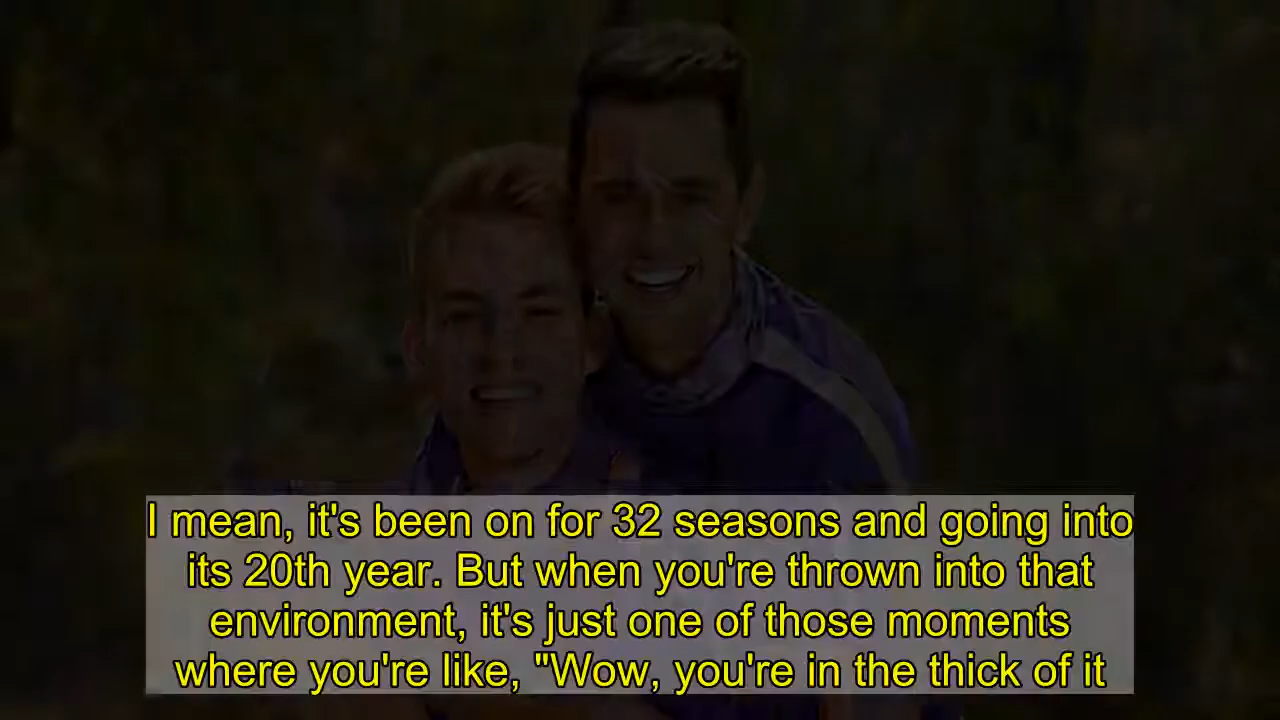 I mean, it's been on for 32 seasons and going into
its 20th year. But when you're thrown into that
environment, it's just one of those moments
where you're like, "Wow, you're in the thick of it